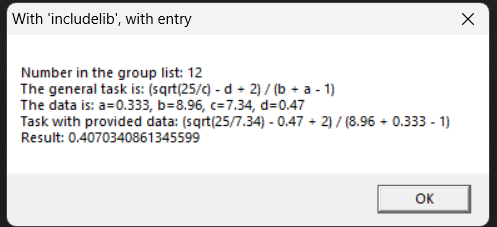 With 'includelib', with entry
Number in the group list: 12
The general task is: (sqrt(25/c) - d + 2) / (b + a - 1)
The data is: a=0.333, b=8.96, c=7.34, d=0.47
Task with provided data: (sqrt(25/7.34) - 0.47 + 2) / (8.96 + 0.333 - 1)
Result: 0.4070340861345599
OK